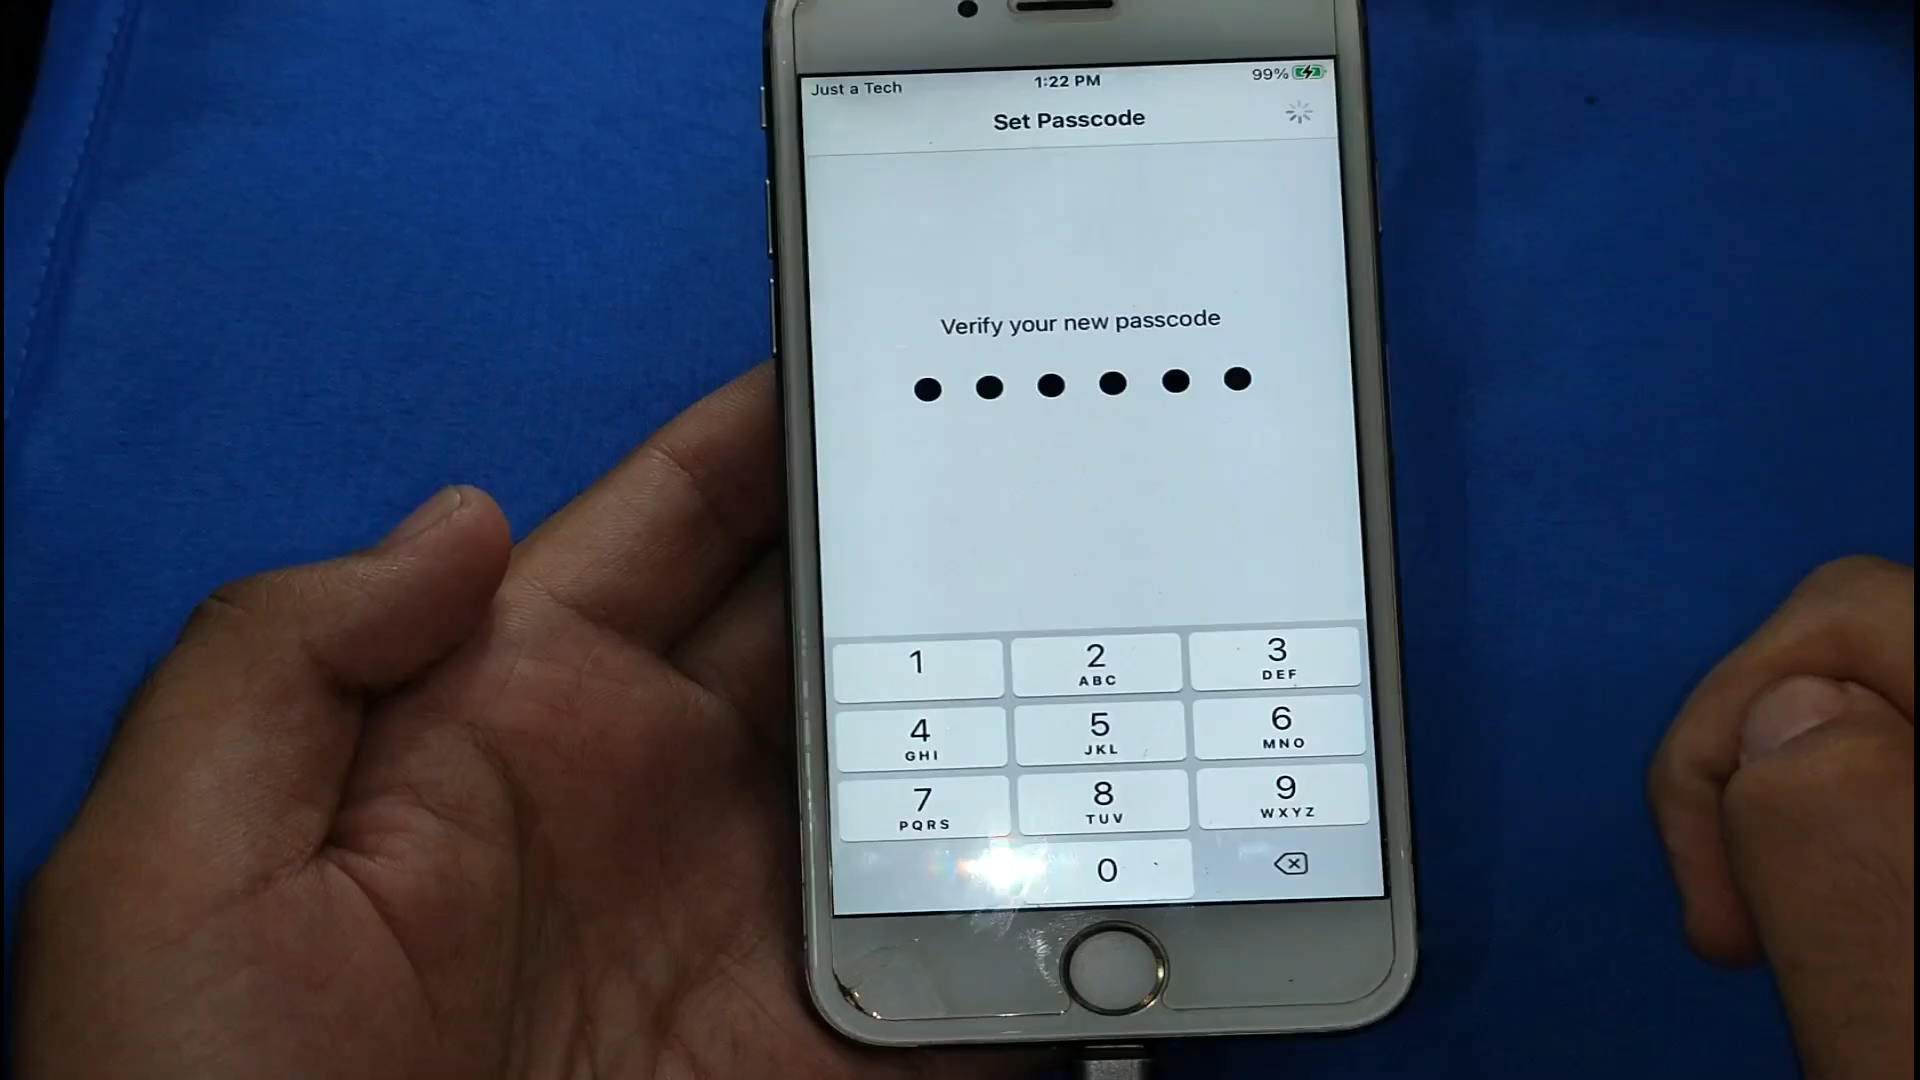 Just a Tech 1:22 PM 99%
Set Passcode
Verify your new passcode
1 2 3
ABC DEF
4 5 6
GHI JKL MNO
7 8 9
PQRS TUV WXYZ
0